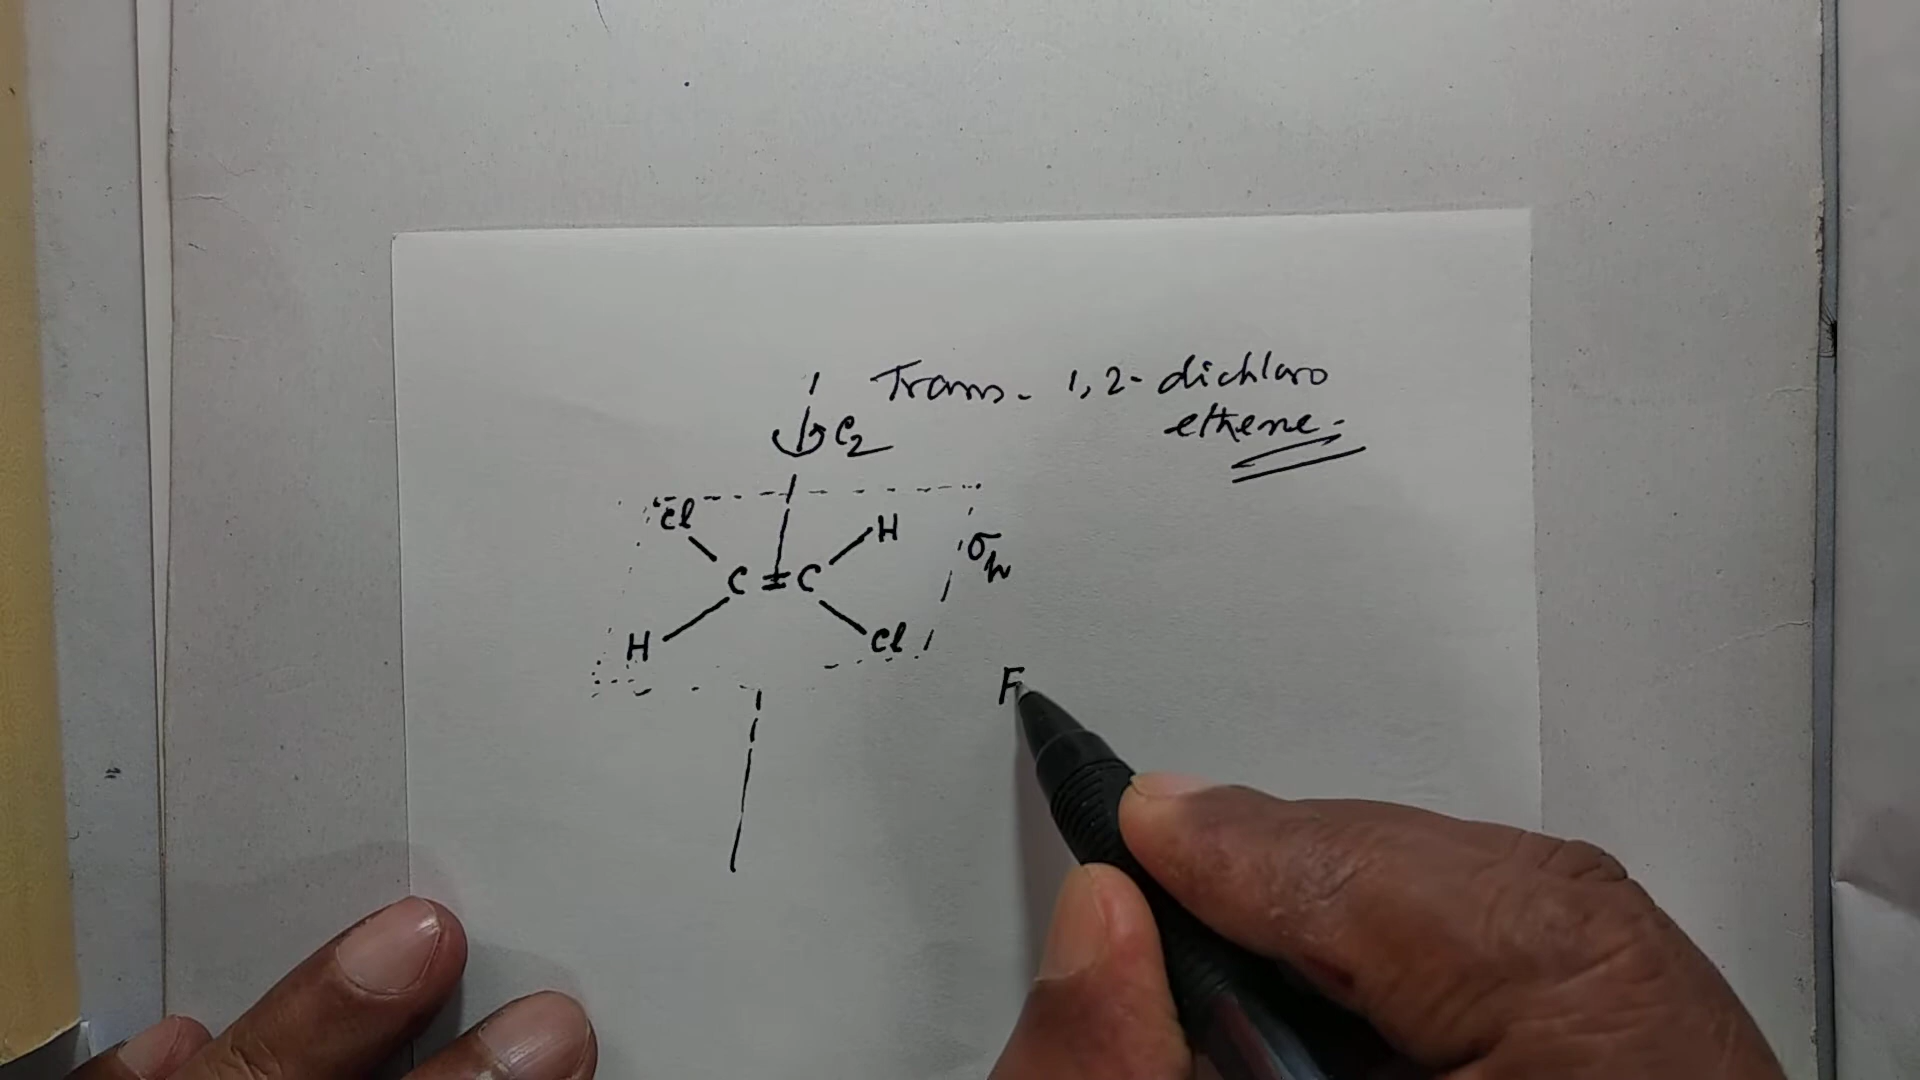 Trans- 1,2-dichloro
ethene-
C2
Cl
H
C=C
σh
H
Cl
F